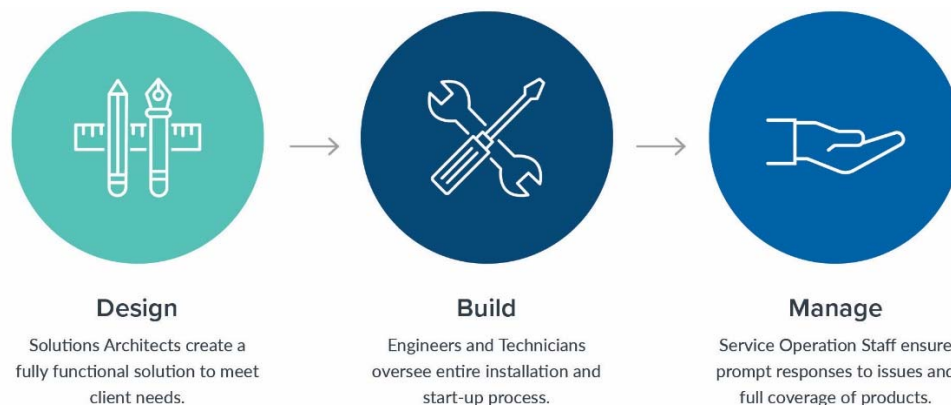 Design
Solutions Architects create a
fully functional solution to meet
client needs.
Build
Engineers and Technicians
oversee entire installation and
start-up process.
Manage
Service Operation Staff ensure
prompt responses to issues and
full coverage of products.